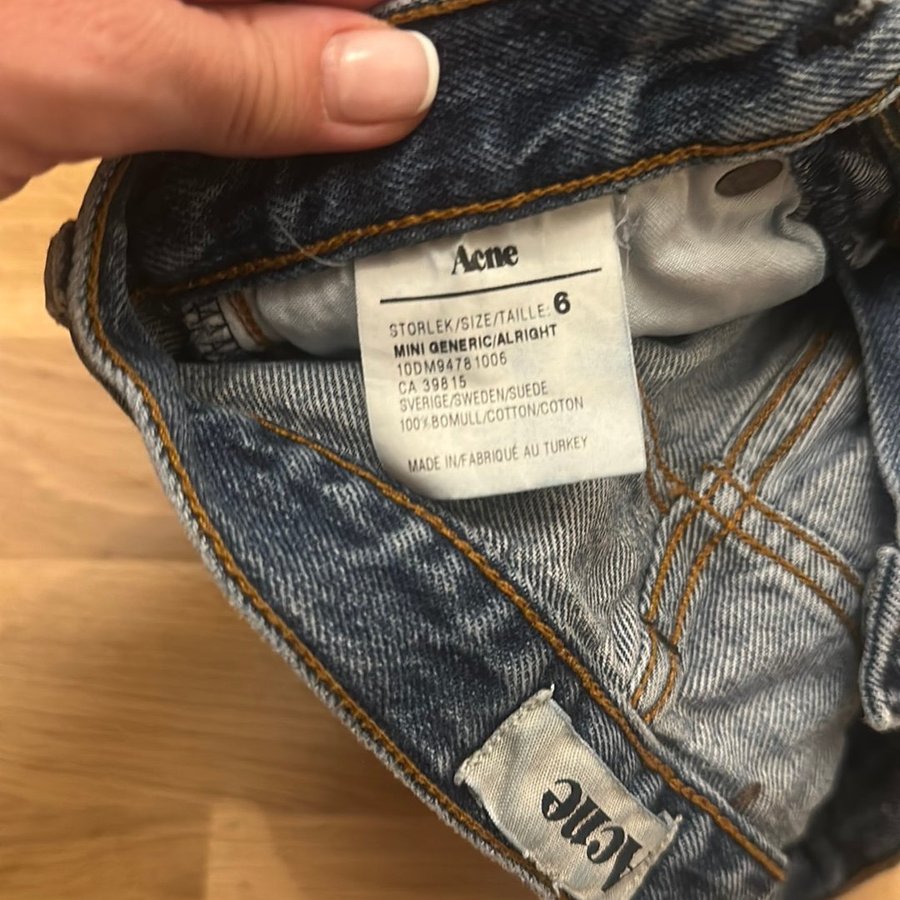 Acne
STORLEK/SIZE/TAILLE: 6
MINI GENERIC/ALRIGHT
10DM94781006
CA 39815
SVERIGE/SWEDEN/SUEDE
100% BOMULL/COTTON/COTON
MADE IN/FABRIQUÉ AU TURKEY
Acne